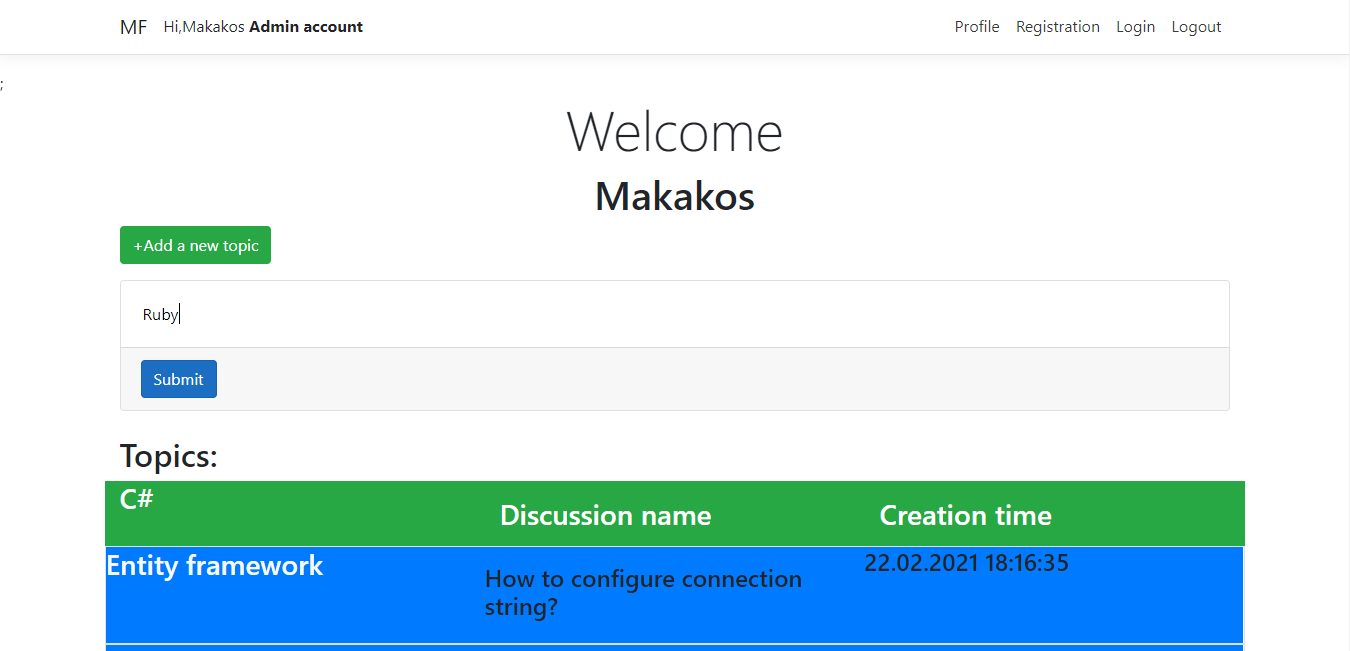 MF Hi,Makakos Admin account Profile Registration Login Logout
;
Welcome
Makakos
+Add a new topic
Ruby
Submit
Topics:
C# Discussion name Creation time
Entity framework How to configure connection 22.02.2021 18:16:35
string?